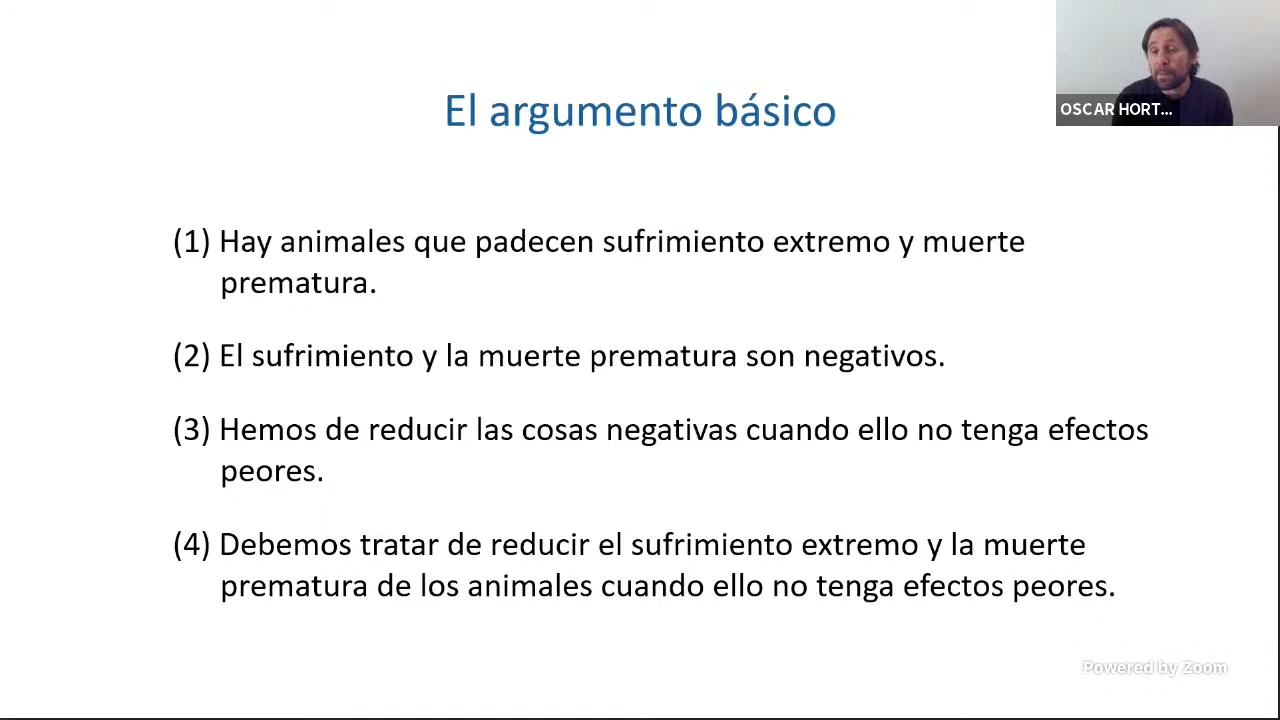 El argumento básico
OSCAR HORT...
(1) Hay animales que padecen sufrimiento extremo y muerte
prematura.
(2) El sufrimiento y la muerte prematura son negativos.
(3) Hemos de reducir las cosas negativas cuando ello no tenga efectos
peores.
(4) Debemos tratar de reducir el sufrimiento extremo y la muerte
prematura de los animales cuando ello no tenga efectos peores.
Powered by Zoom